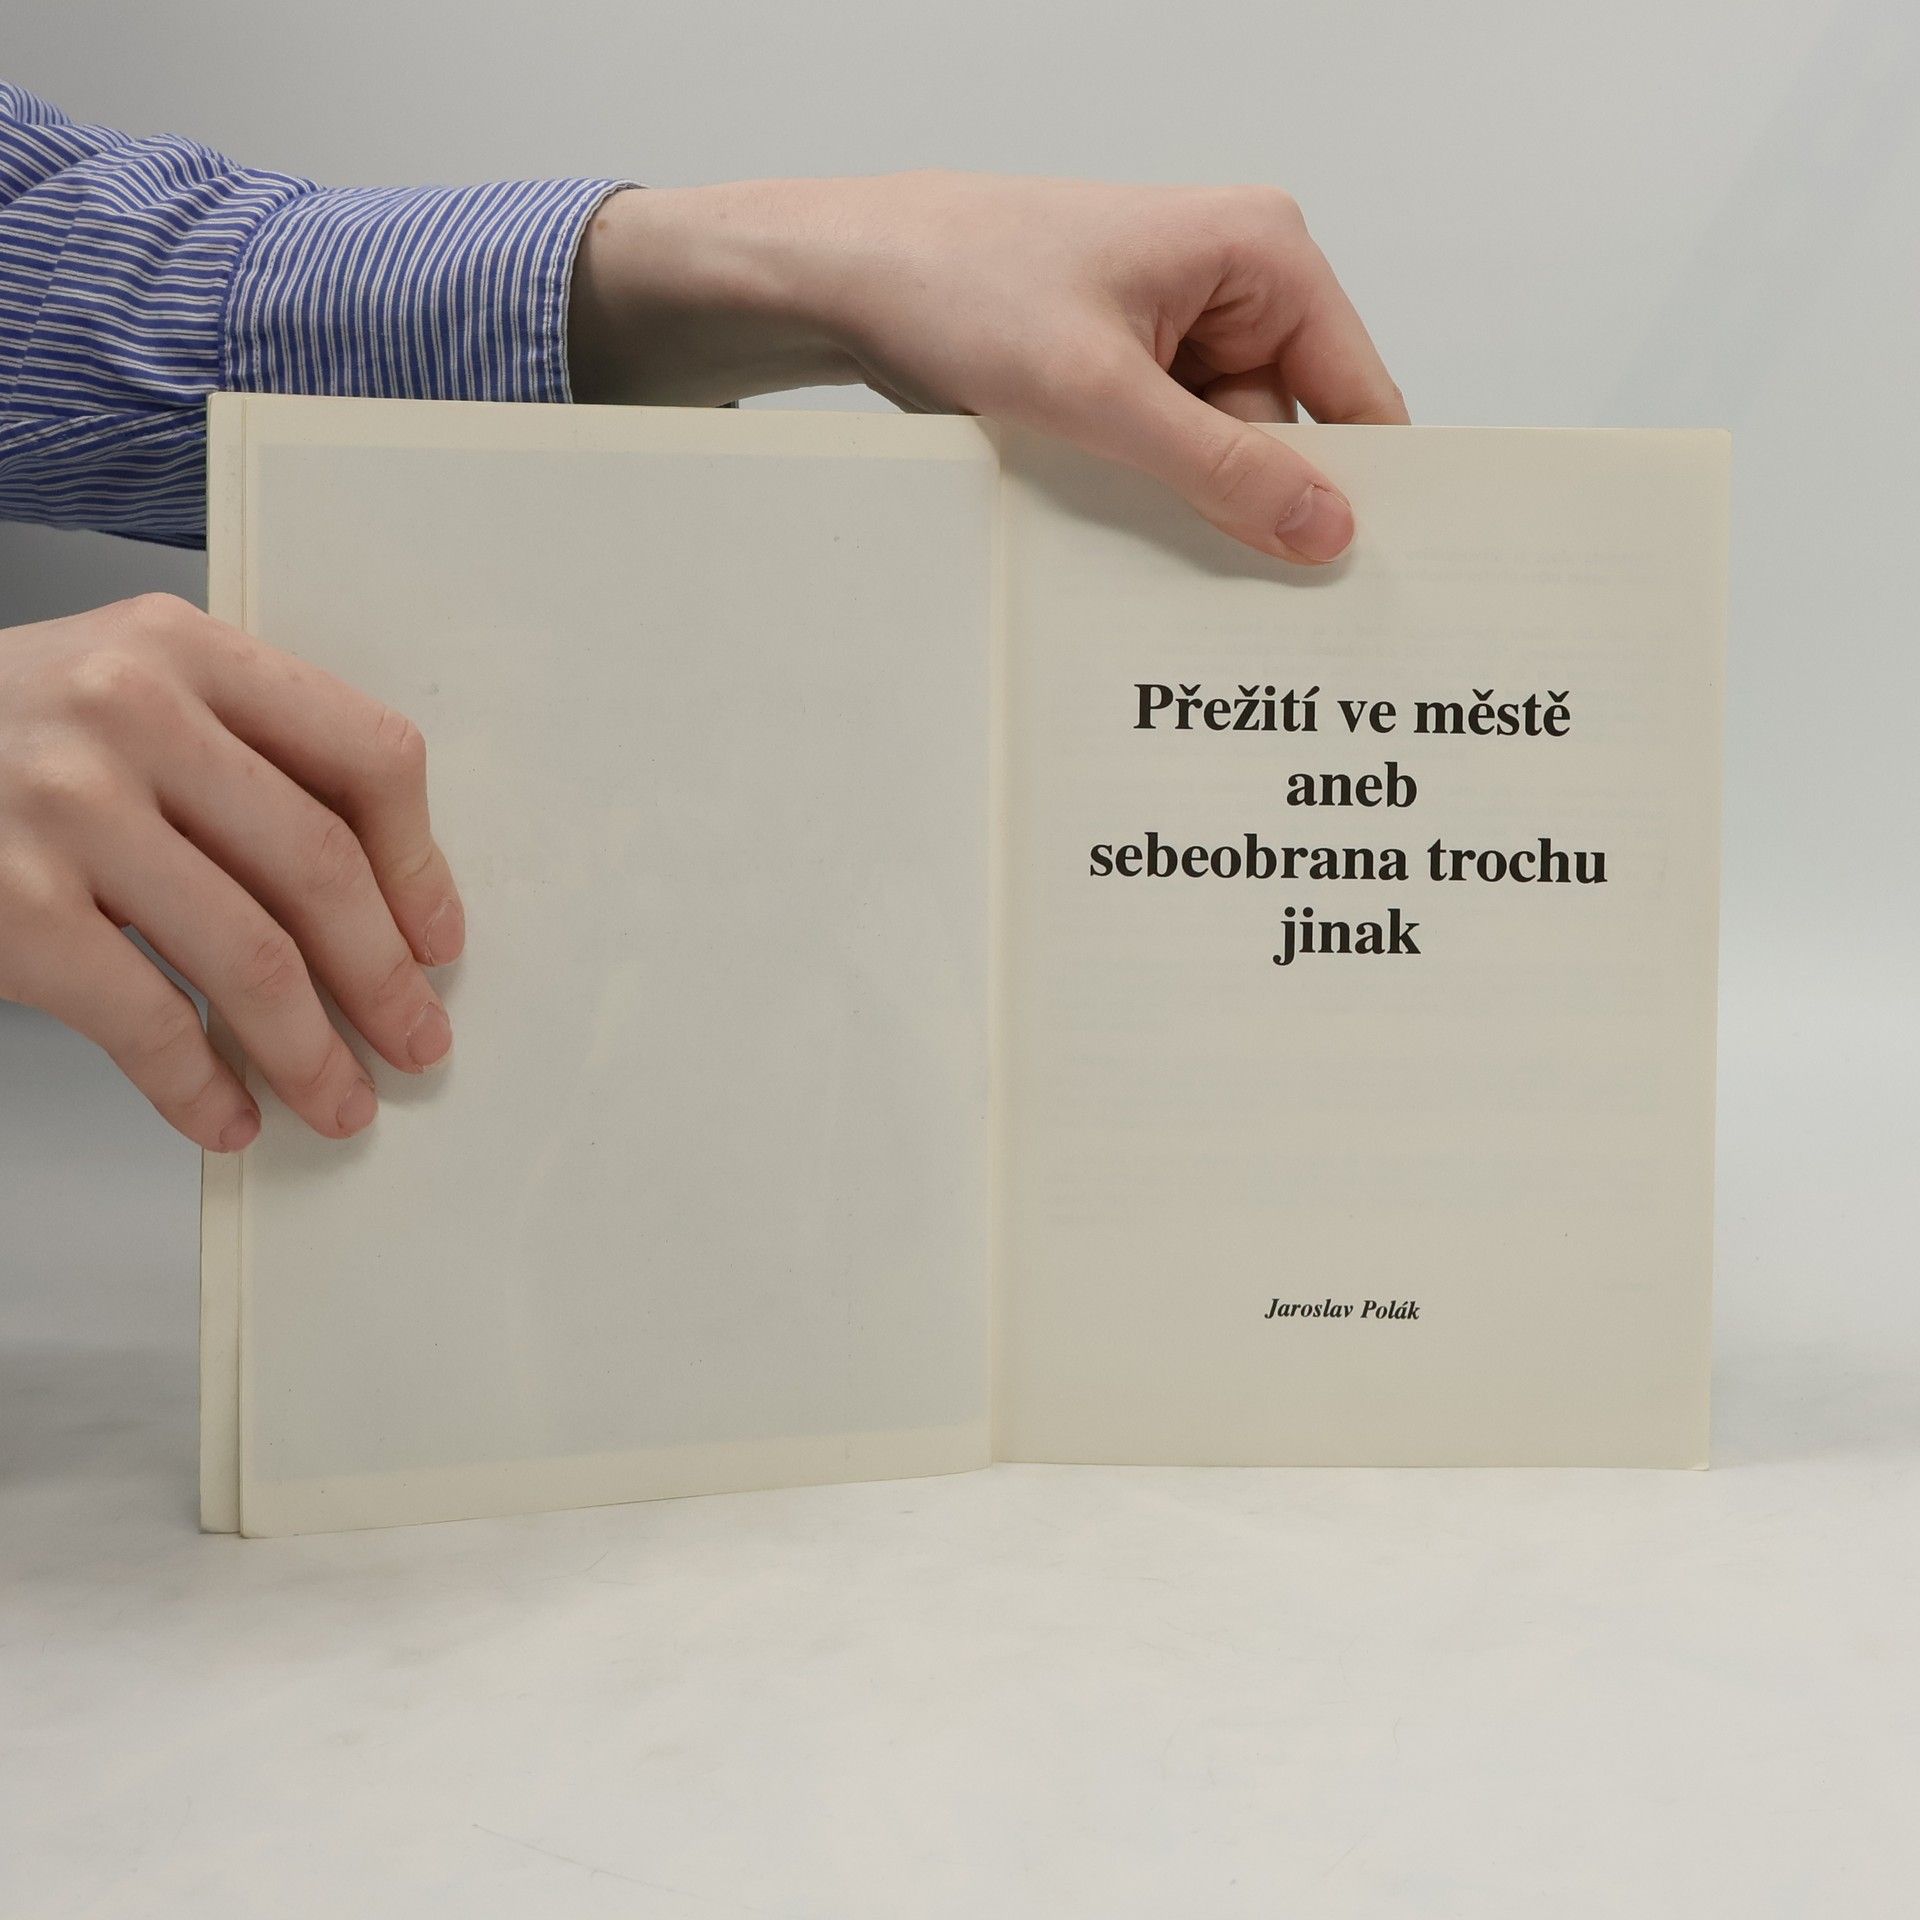 Přežití ve městě
aneb
sebeobrana trochu
jinak
Jaroslav Polák